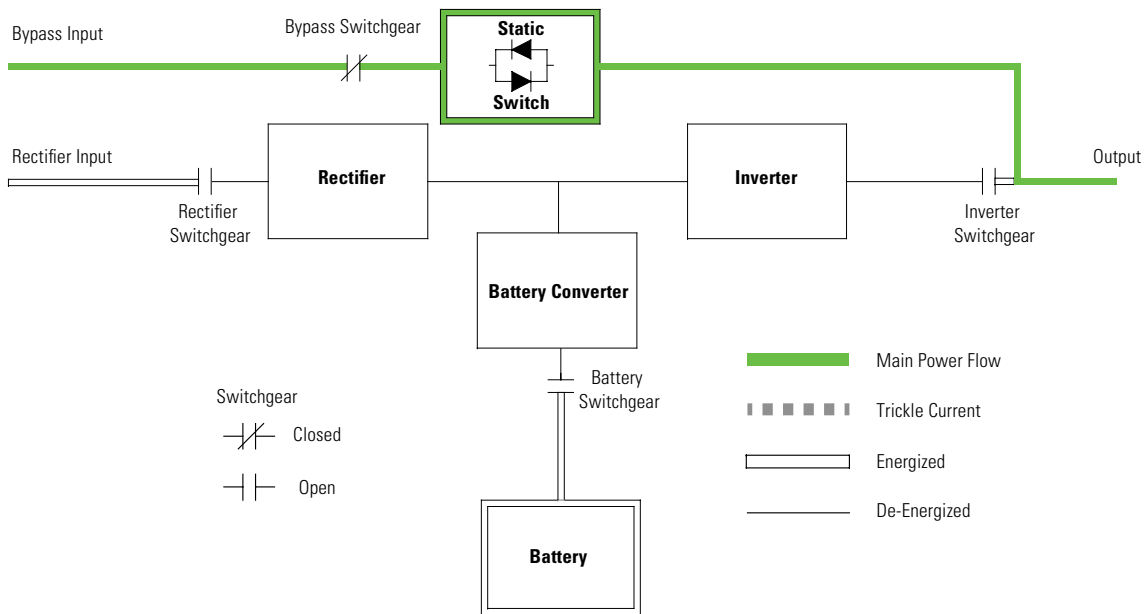 Bypass Input
Bypass Switchgear
Static
Switch
Rectifier Input
Rectifier
Switchgear
Rectifier
Inverter
Inverter
Switchgear
Output
Battery Converter
Battery
Switchgear
Battery
Switchgear
Closed
Open
Main Power Flow
Trickle Current
Energized
De-Energized